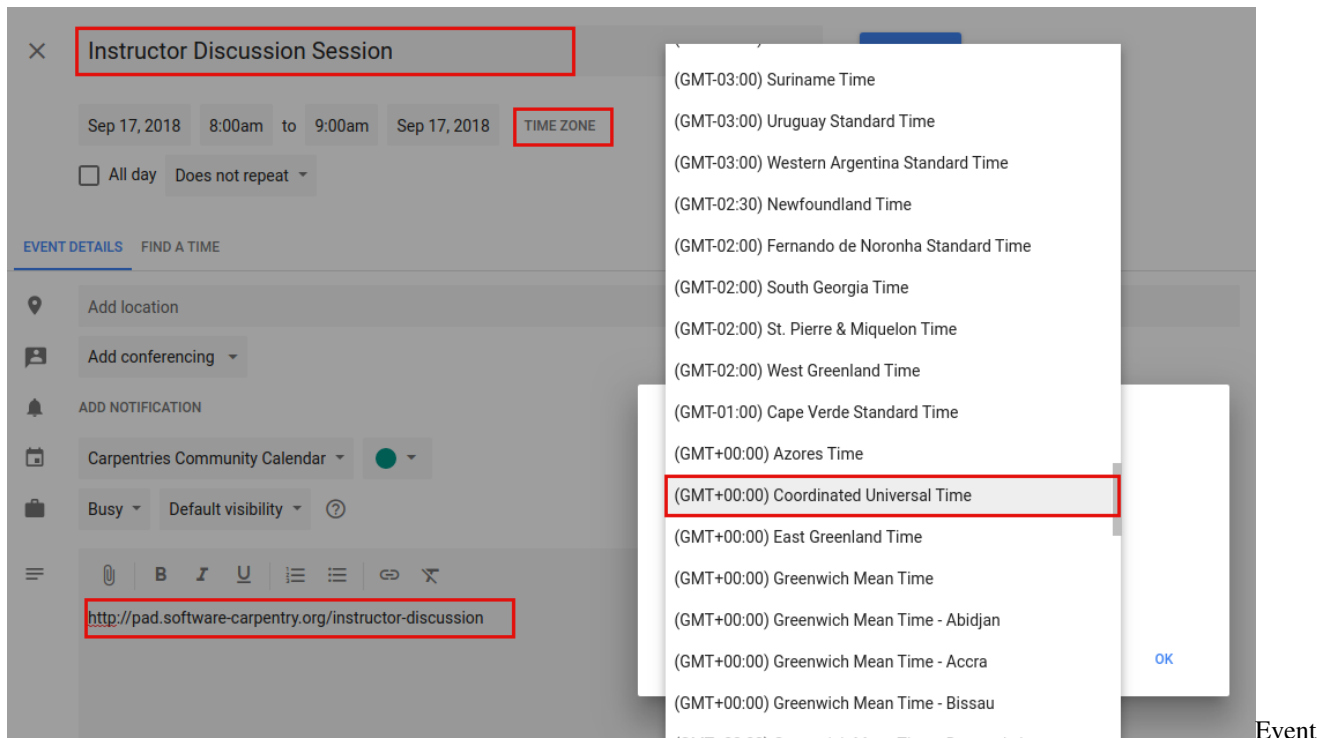 Instructor Discussion Session
Sep 17, 2018 8:00am to 9:00am Sep 17, 2018 TIME ZONE
All day Does not repeat
EVENT DETAILS FIND A TIME
Add location
Add conferencing
ADD NOTIFICATION
Carpentries Community Calendar
Busy Default visibility
B I U
http://pad.software-carpentry.org/instructor-discussion
(GMT-03:00) Suriname Time
(GMT-03:00) Uruguay Standard Time
(GMT-03:00) Western Argentina Standard Time
(GMT-02:30) Newfoundland Time
(GMT-02:00) Fernando de Noronha Standard Time
(GMT-02:00) South Georgia Time
(GMT-02:00) St. Pierre & Miquelon Time
(GMT-02:00) West Greenland Time
(GMT-01:00) Cape Verde Standard Time
(GMT+00:00) Azores Time
(GMT+00:00) Coordinated Universal Time
(GMT+00:00) East Greenland Time
(GMT+00:00) Greenwich Mean Time
(GMT+00:00) Greenwich Mean Time - Abidjan
(GMT+00:00) Greenwich Mean Time - Accra
(GMT+00:00) Greenwich Mean Time - Bissau
OK
Event